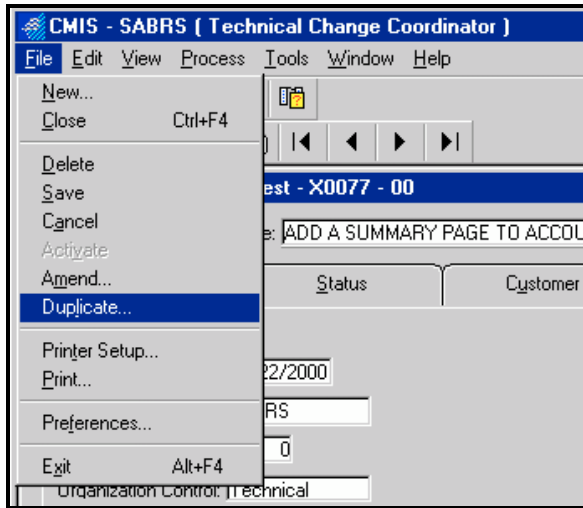 CMIS - SABRS ( Technical Change Coordinator )
File Edit View Process Tools Window Help
New...
Close Ctrl+F4
Delete
Save
est - X0077 - 00
Cancel
e: ADD A SUMMARY PAGE TO ACCOU
Activate
Amend...
Status Customer
Duplicate...
Printer Setup...
Print...
22/2000
RS
Preferences...
0
Exit Alt+F4
Organization Control: Technical